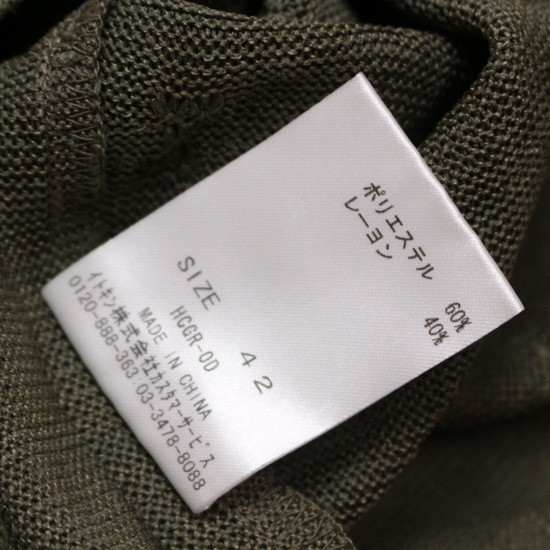 ポリエステル 60%
レーヨン 40%
SIZE 42
HCGR-OD
MADE IN CHINA
イトキン株式会社カスタマーサービス
0120-888-363:03-3478-8088